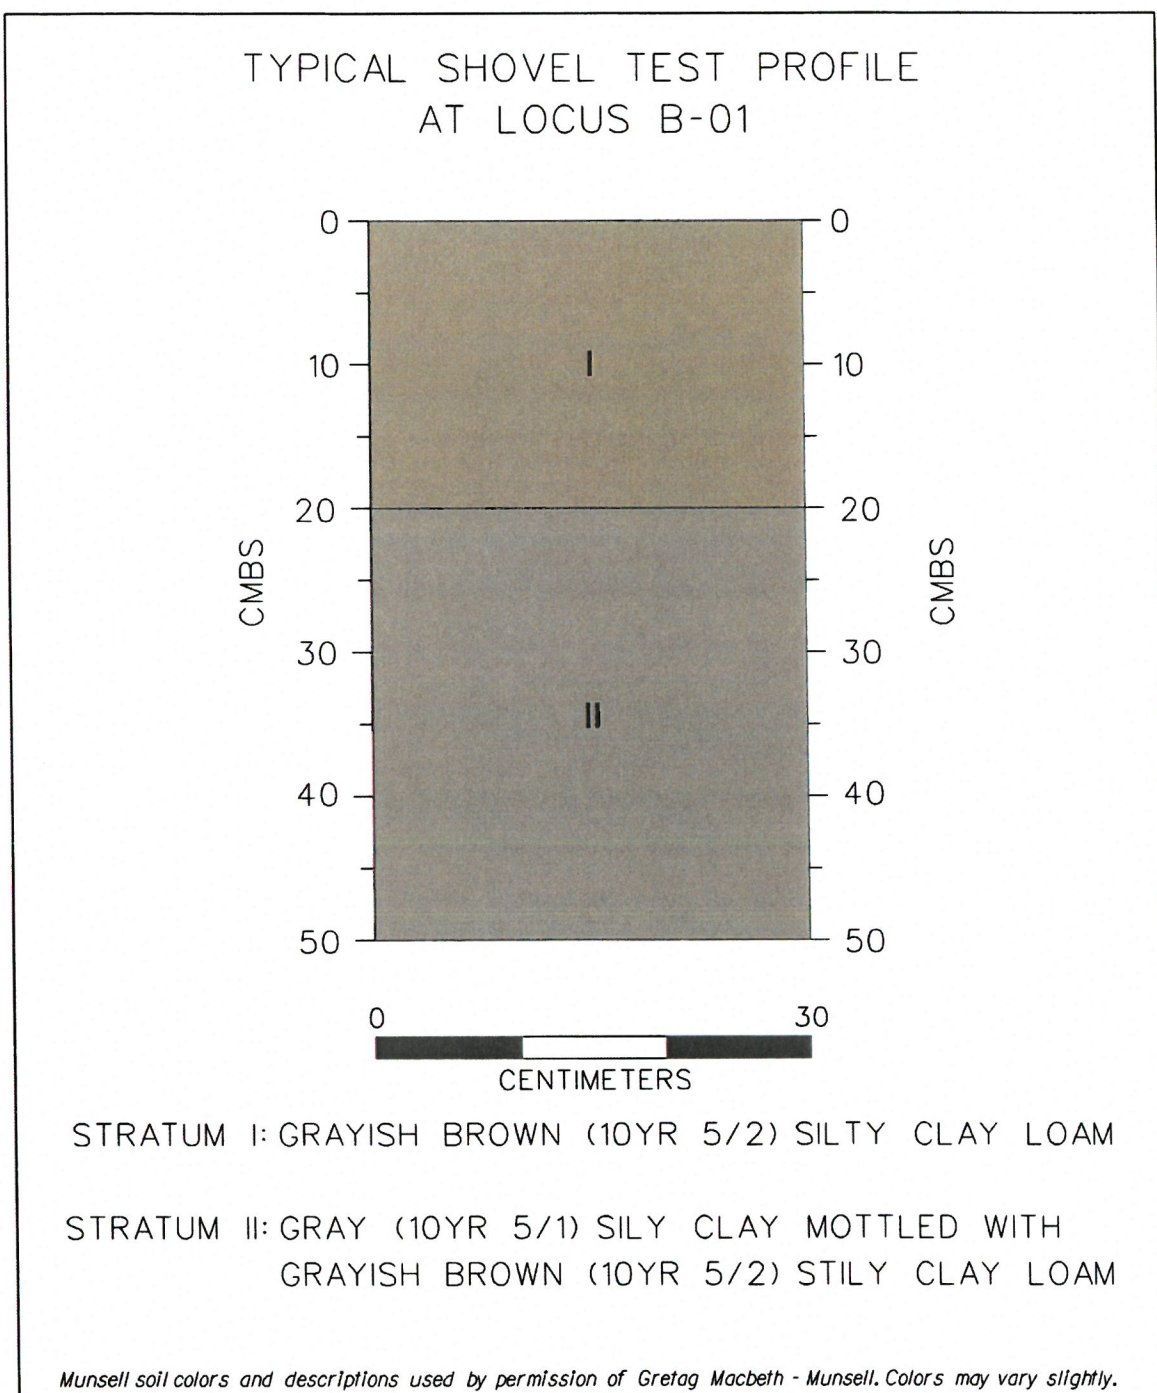 TYPICAL SHOVEL TEST PROFILE
AT LOCUS B-01
0 0
I
10 10
20 20
CMBS CMBS
30 30
II
40 40
50 50
0 30
CENTIMETERS
STRATUM I: GRAYISH BROWN (10YR 5/2) SILTY CLAY LOAM
STRATUM II: GRAY (10YR 5/1) SILY CLAY MOTTLED WITH
GRAYISH BROWN (10YR 5/2) STILY CLAY LOAM
Munsell soil colors and descriptions used by permission of Gretag Macbeth - Munsell. Colors may vary slightly.